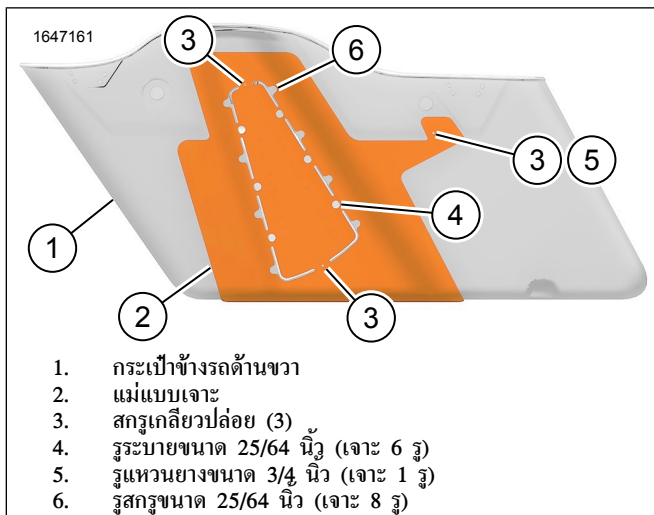 1647161
3
6
3
5
4
1
2
3
1. กระเป๋าข้างรถด้านขวา
2. แม่แบบเจาะ
3. สกรูเกลียวปล่อย (3)
4. รูระบายขนาด 25/64 นิ้ว (เจาะ 6 รู)
5. รูแหวนยางขนาด 3/4 นิ้ว (เจาะ 1 รู)
6. รูสกรูขนาด 25/64 นิ้ว (เจาะ 8 รู)